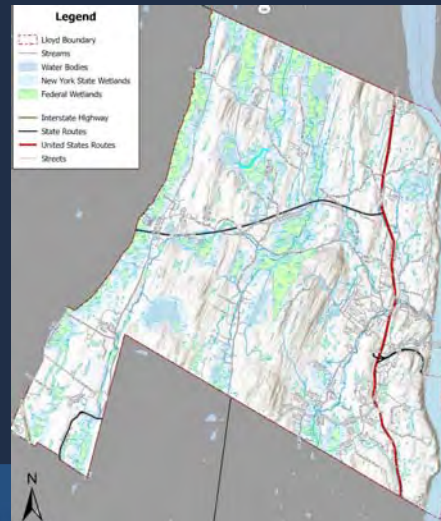 Legend
Lloyd Boundary
Streams
Water Bodies
New York State Wetlands
Federal Wetlands
Interstate Highway
State Routes
United States Routes
Streets
N